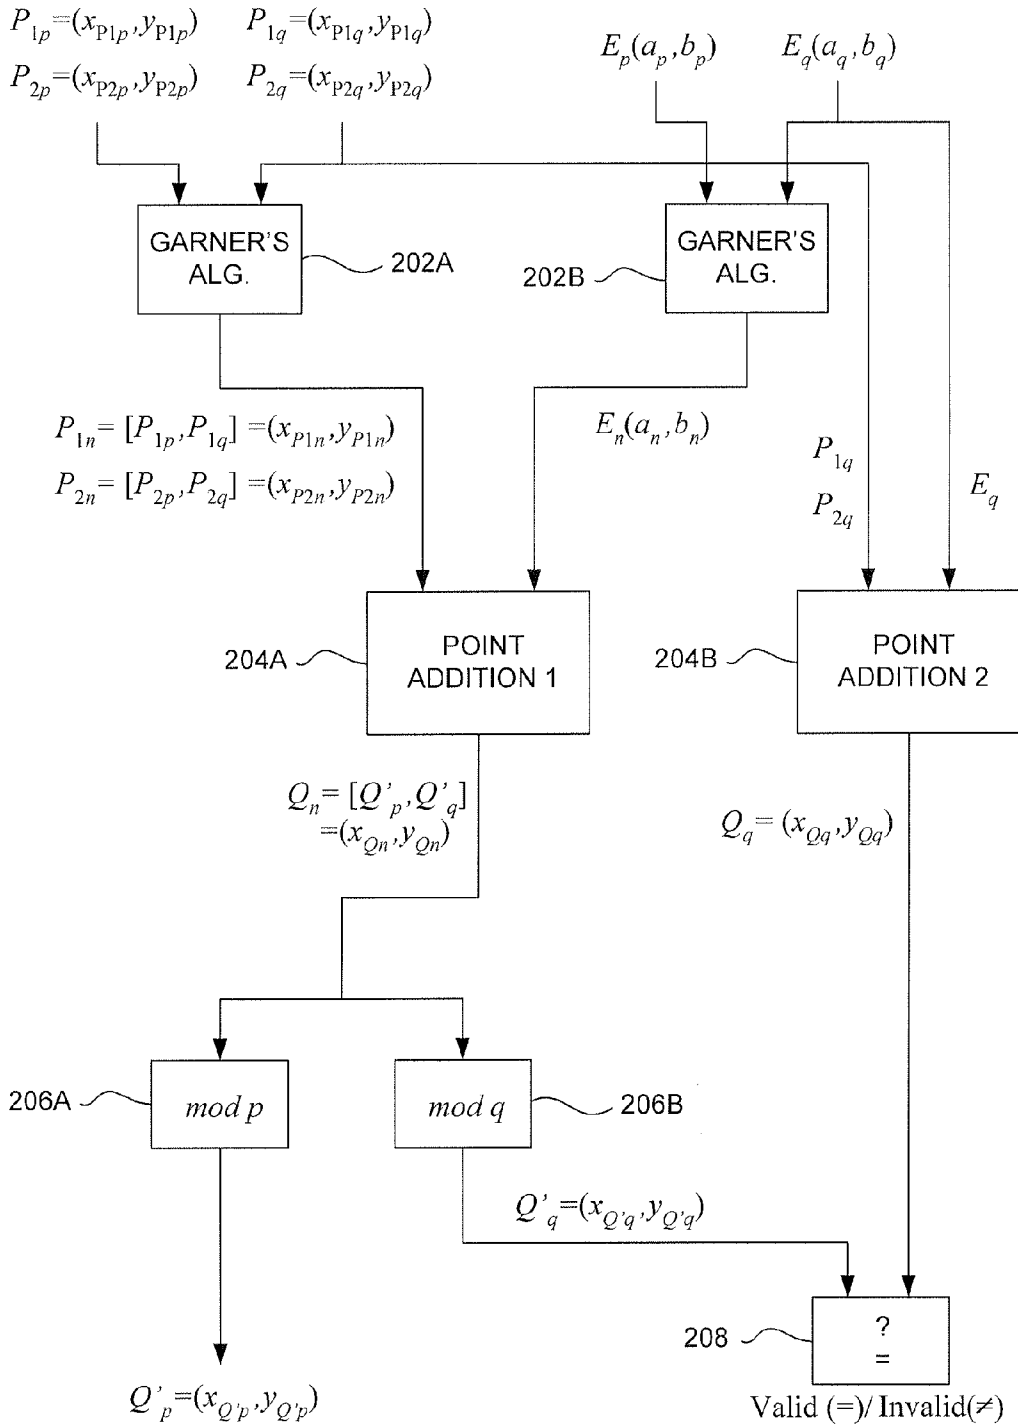 P1p=(xP1p,yP1p) P1q=(xP1q,yP1q)
P2p=(xP2p,yP2p) P2q=(xP2q,yP2q)
Ep(ap,bp) Eq(aq,bq)
GARNER'S
ALG.
202A
GARNER'S
ALG.
202B
P1n= [P1p,P1q] =(xP1n,yP1n)
P2n= [P2p,P2q] =(xP2n,yP2n)
En(an,bn)
P1q
P2q
Eq
204A
POINT
ADDITION 1
204B
POINT
ADDITION 2
Qn= [Q'p,Q'q]
=(xQn,yQn)
Qq= (xQq,yQq)
206A
mod p
mod q
206B
Q'q=(xQ'q,yQ'q)
208
?
=
Q'p=(xQ'p,yQ'p)
Valid (=)/ Invalid(≠)